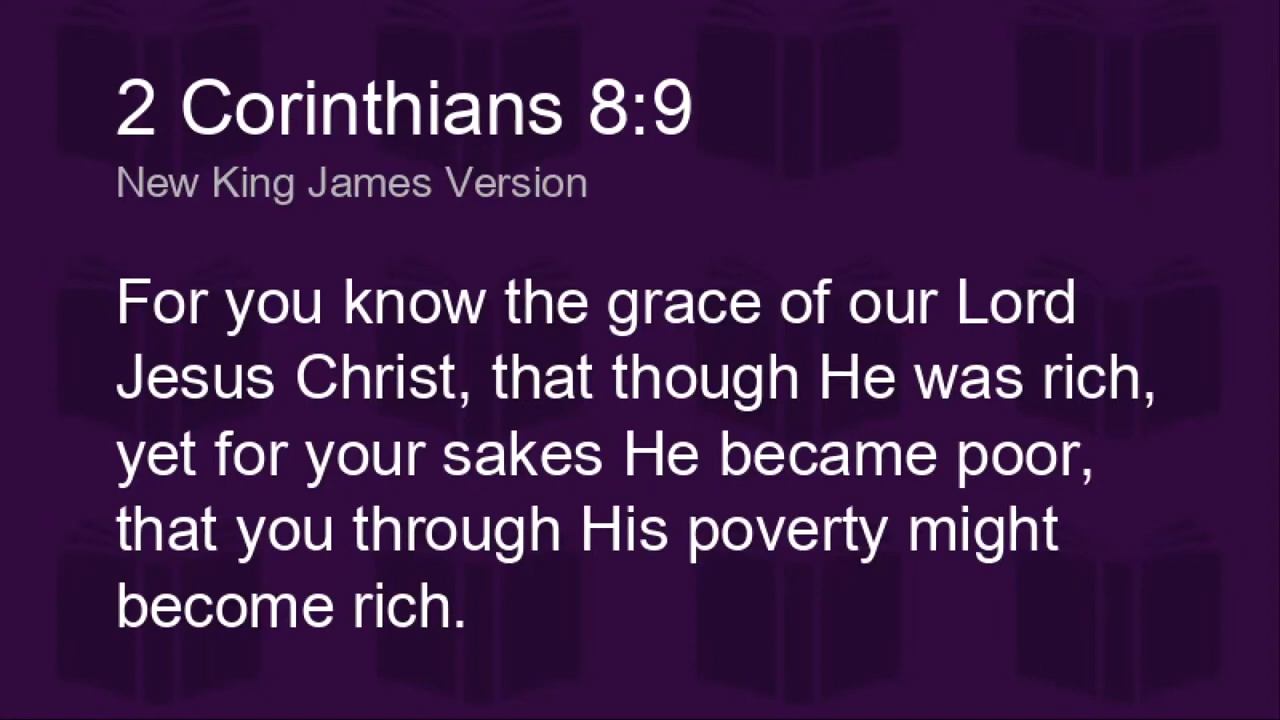 2 Corinthians 8:9
New King James Version
For you know the grace of our Lord
Jesus Christ, that though He was rich,
yet for your sakes He became poor,
that you through His poverty might
become rich.